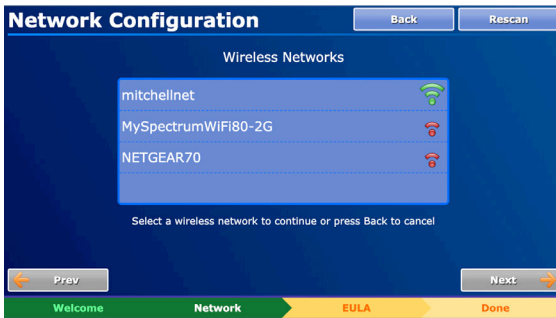 Network Configuration
Back
Rescan
Wireless Networks
mitchellnet
MySpectrumWiFi80-2G
NETGEAR70
Select a wireless network to continue or press Back to cancel
Prev
Next
Welcome
Network
EULA
Done